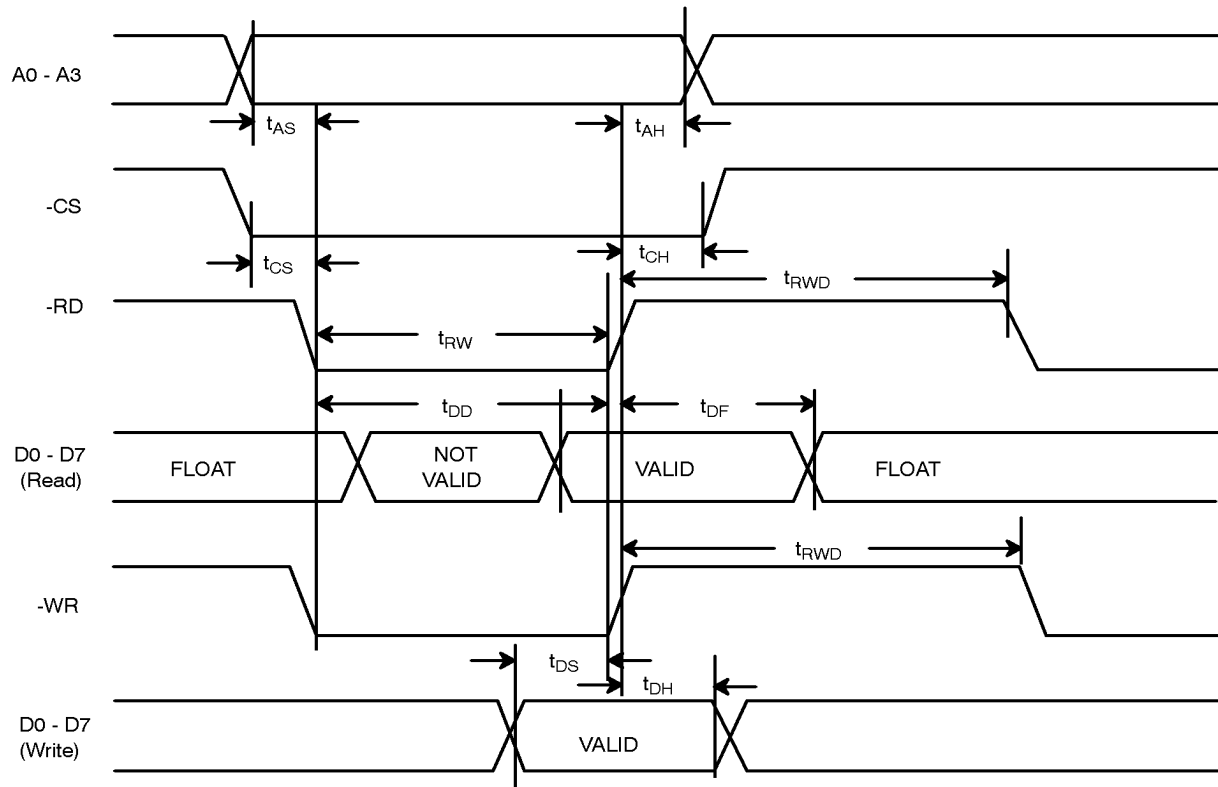 A0 - A3
tAS
tAH
-CS
tCS
tCH
-RD
tRWD
tRW
tDD
tDF
D0 - D7
(Read)
FLOAT
NOT
VALID
VALID
FLOAT
tRWD
-WR
tDS
tDH
D0 - D7
(Write)
VALID